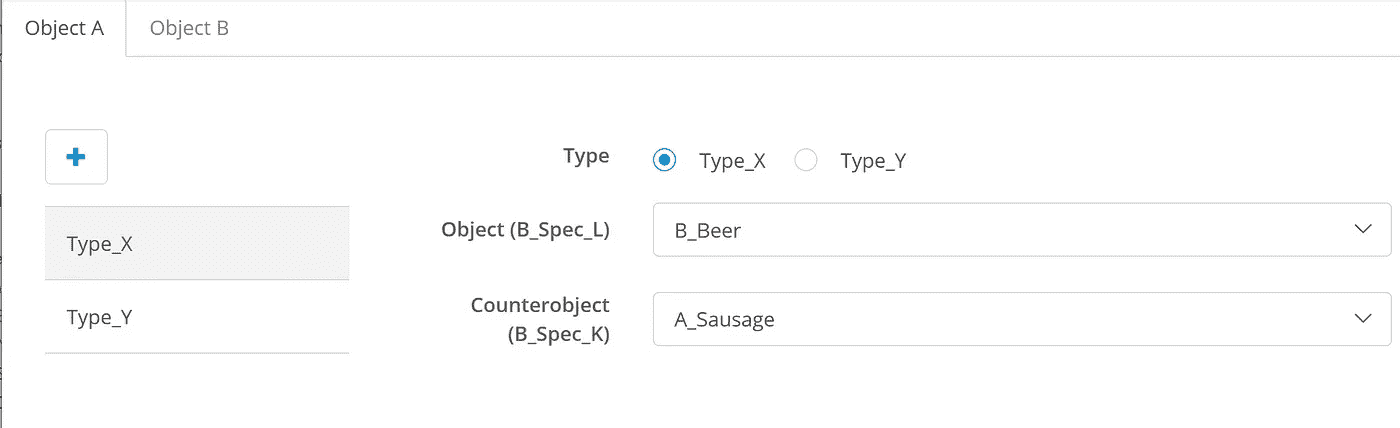 Object A
Object B
Type
Type_X
Type_Y
Type_X
Type_Y
Object (B_Spec_L)
B_Beer
Counterobject
(B_Spec_K)
A_Sausage